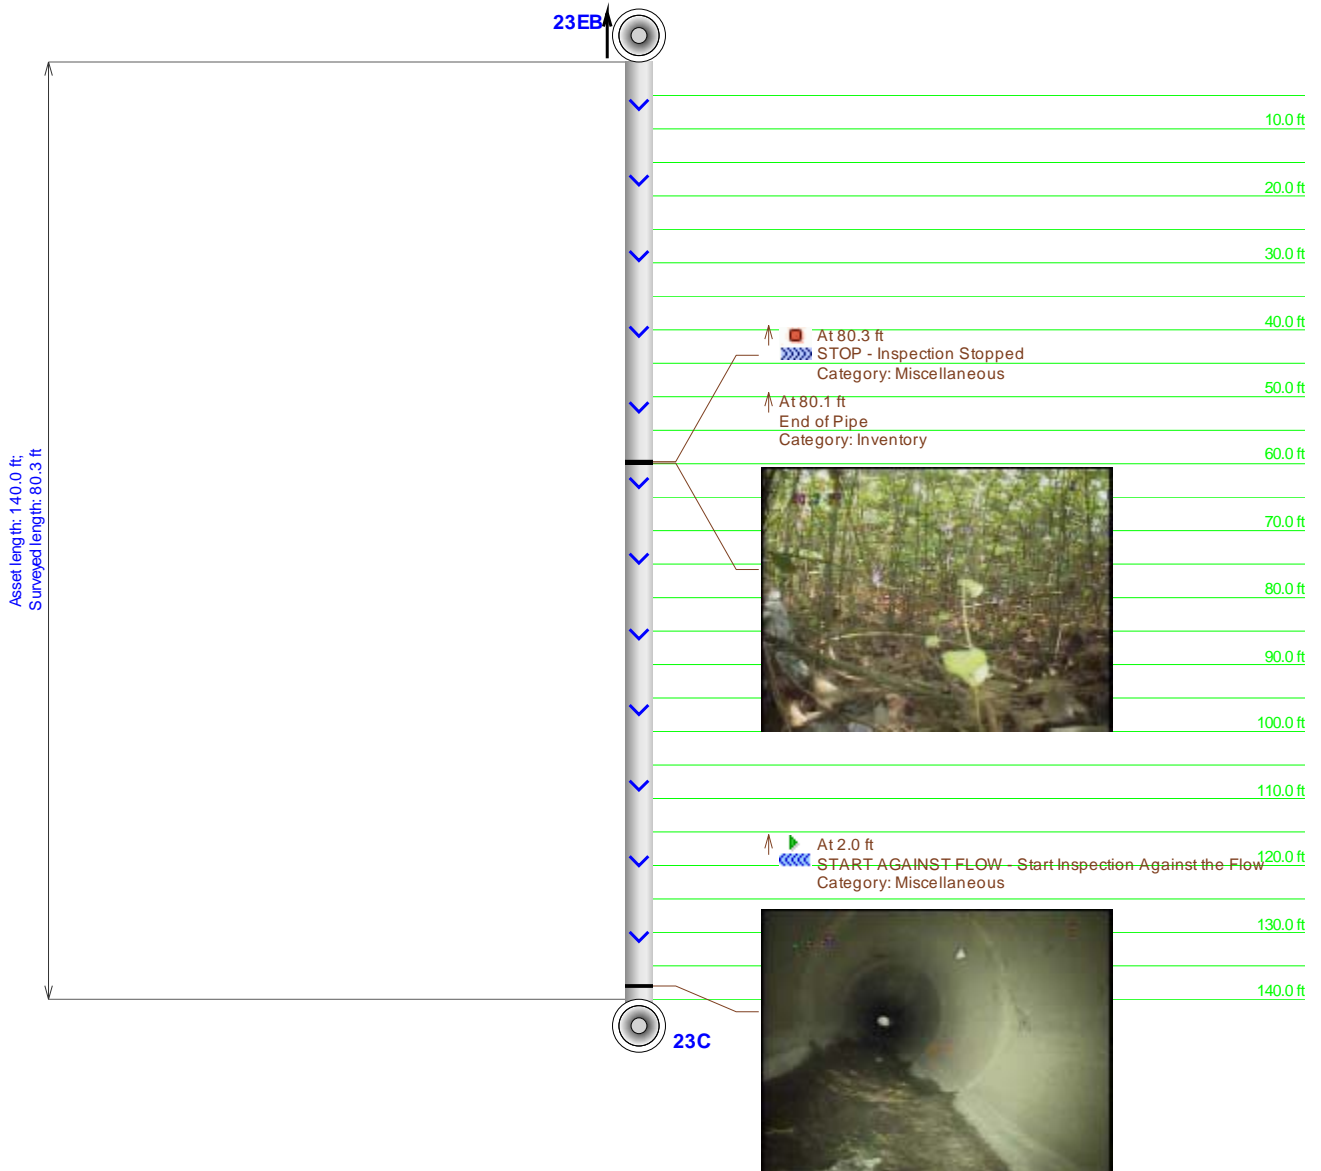 23EB
10.0 ft
20.0 ft
30.0 ft
40.0 ft
At 80.3 ft
STOP - Inspection Stopped
Category: Miscellaneous
50.0 ft
At 80.1 ft
End of Pipe
Category: Inventory
60.0 ft
Asset length: 140.0 ft;
Surveyed length: 80.3 ft
70.0 ft
80.0 ft
90.0 ft
100.0 ft
110.0 ft
At 2.0 ft
120.0 ft
START AGAINST FLOW - Start Inspection Against the Flow
Category: Miscellaneous
130.0 ft
140.0 ft
23C